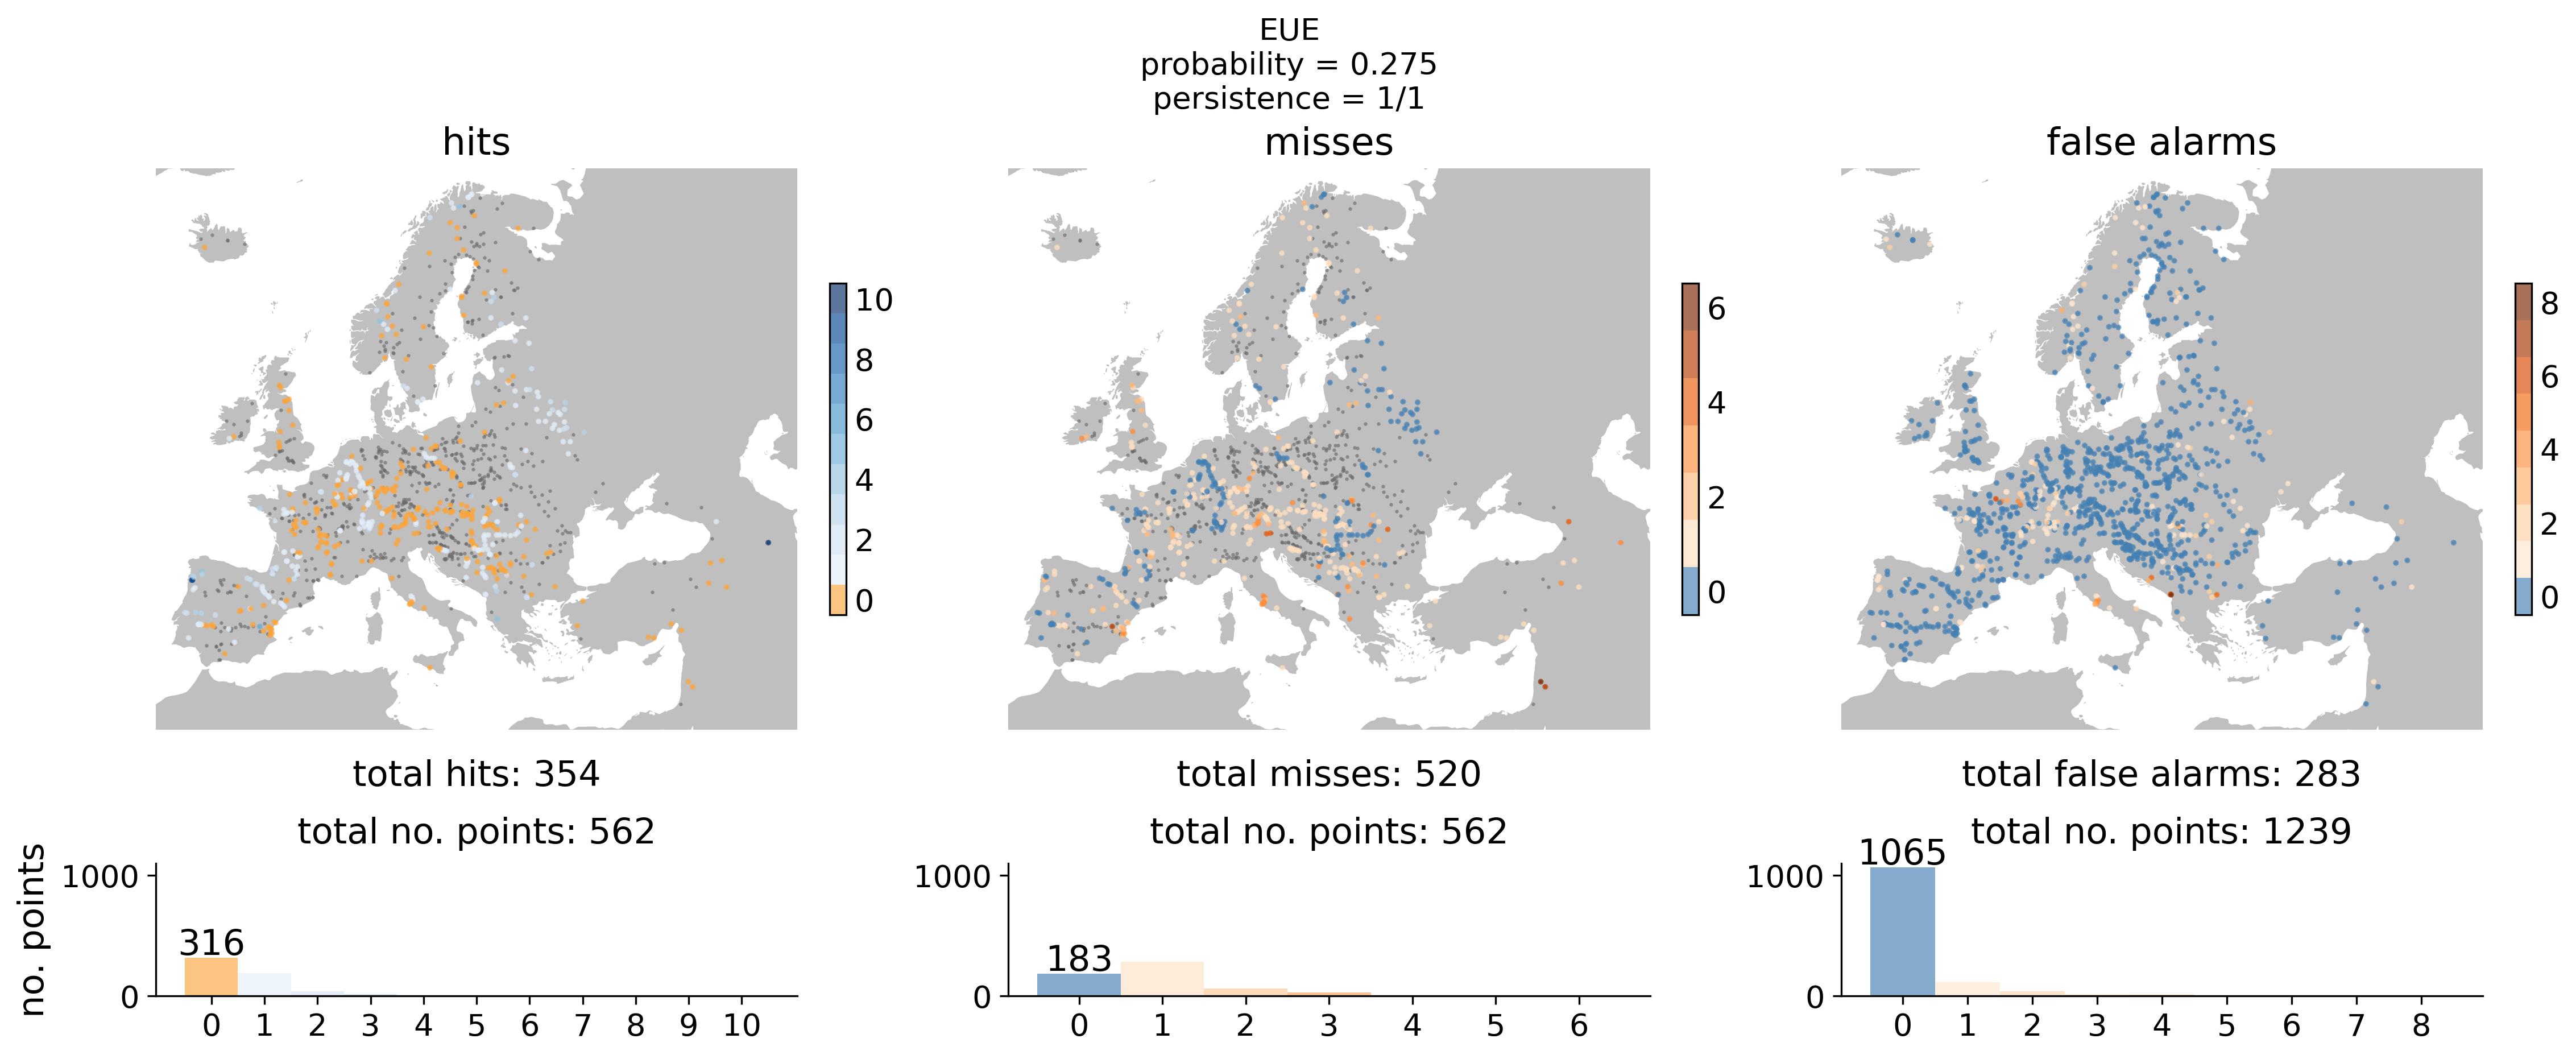 EUE
probability = 0.275
persistence = 1/1
hits
misses
false alarms
10
8
6
4
2
0
6
4
2
0
8
6
4
2
0
total hits: 354
total misses: 520
total false alarms: 283
total no. points: 562
total no. points: 562
total no. points: 1239
no. points
1000
0
316
0 1 2 3 4 5 6 7 8 9 10
1000
0
183
0 1 2 3 4 5 6
1000
0
1065
0 1 2 3 4 5 6 7 8